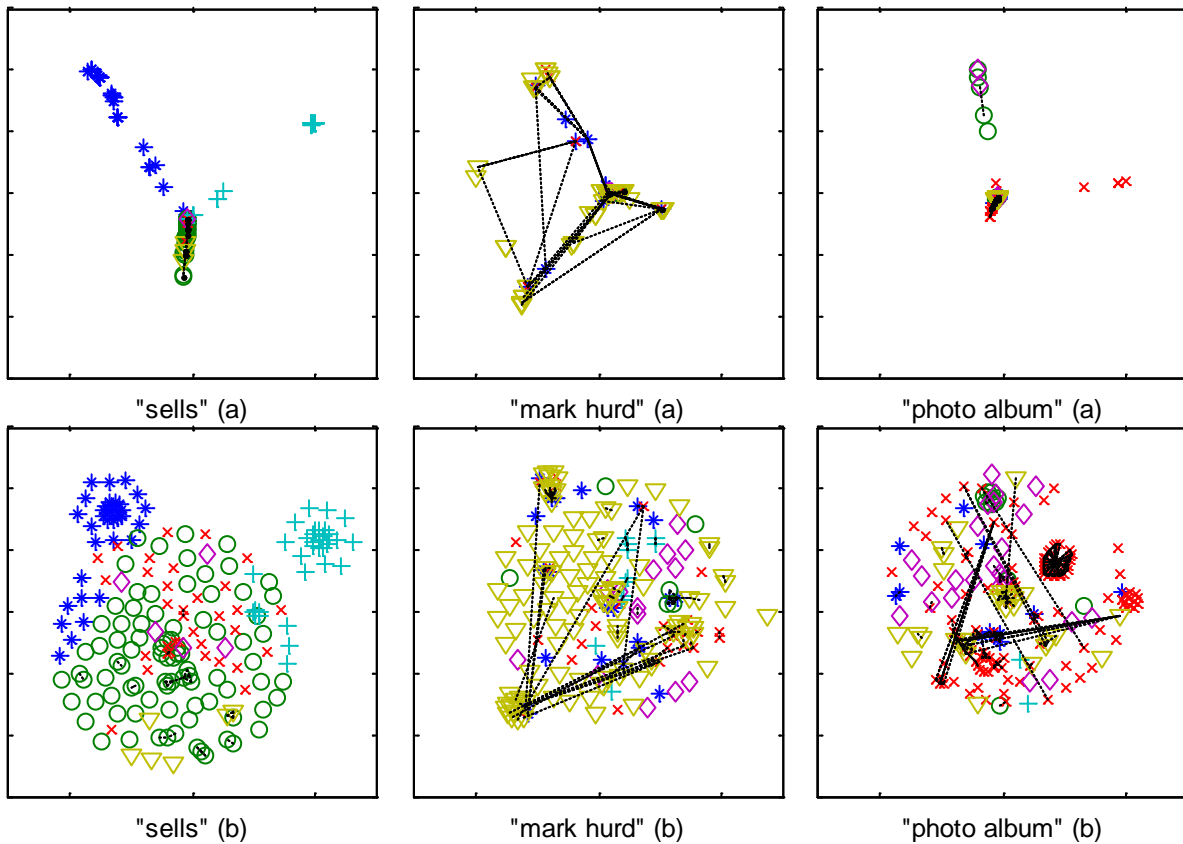 "sells" (a)
"mark hurd" (a)
"photo album" (a)
"sells" (b)
"mark hurd" (b)
"photo album" (b)